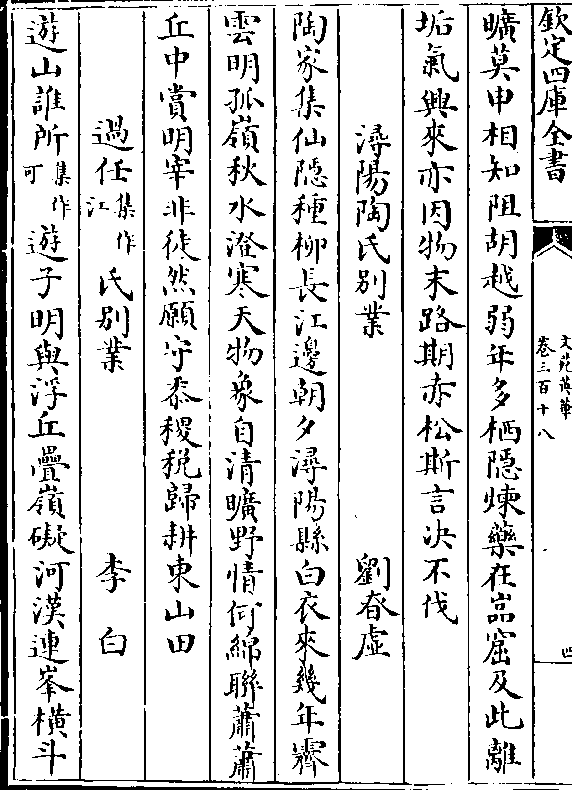 欽定四庫全書
文苑英華
卷三百十八
四
曠莫申相知阻胡越弱年多栖隠煉藥在嵓窟及此離
垢氣興來亦因物末路期赤松斯言决不伐
潯陽陶氏别業 劉眘虛
陶家集仙隠種柳長江邊朝夕潯陽縣白衣來幾年霽
雲明孤嶺秋水澄寒天物象自清曠野情何綿聯蕭蕭
丘中賞明宰非徒然願守黍稷税歸耕東山田
過任集作江氏别業 李白
遊山誰所集作可遊子明與浮丘疊嶺礙河漢連峯横斗